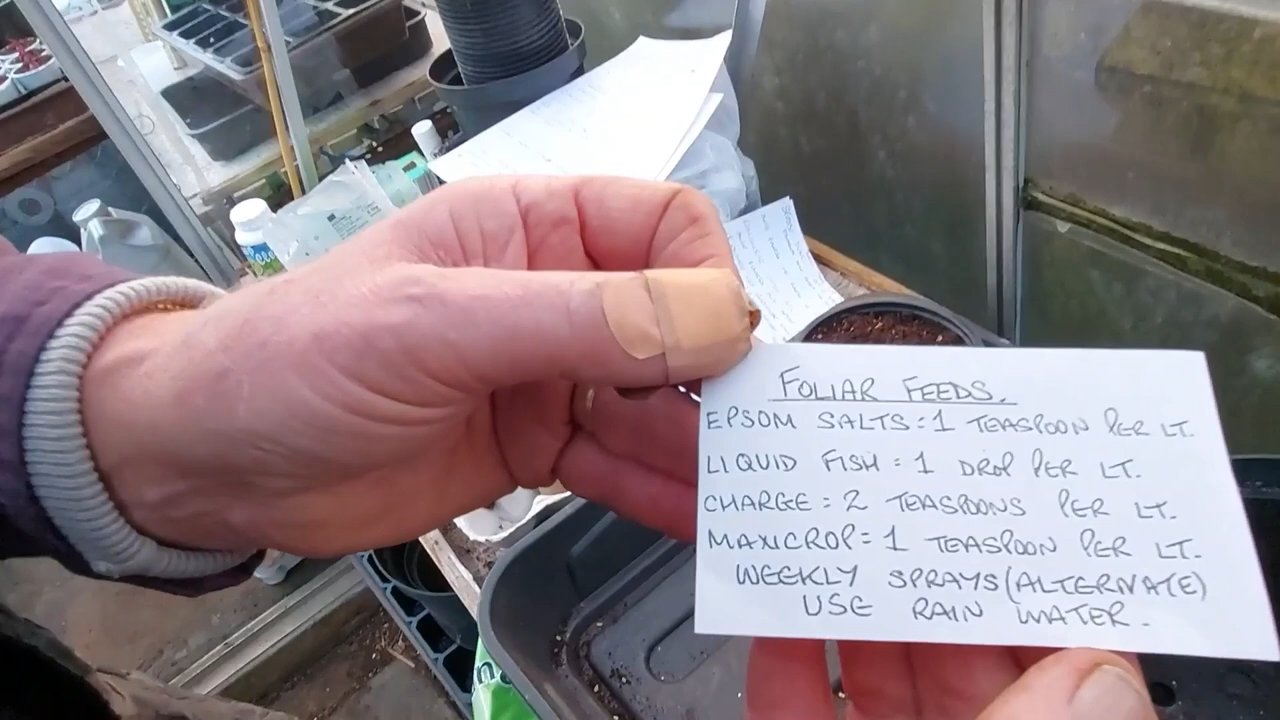 FOLIAR FEEDS.
EPSOM SALTS = 1 TEASPOON PER LT.
LIQUID FISH = 1 DROP PER LT.
CHARGE = 2 TEASPOONS PER LT.
MAXICROP = 1 TEASPOON PER LT.
WEEKLY SPRAYS (ALTERNATE)
USE RAIN WATER.